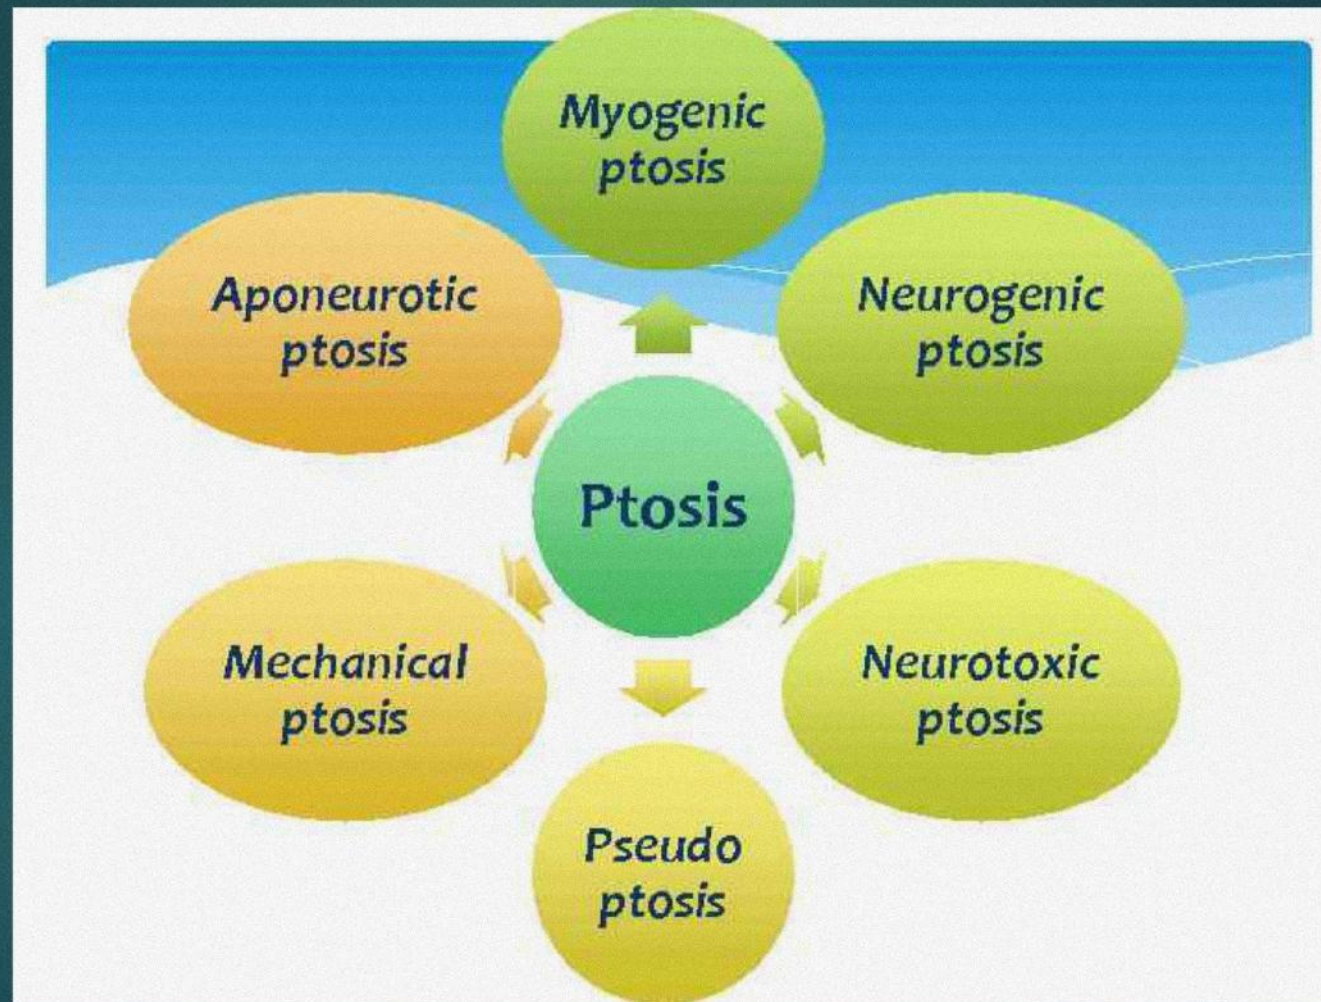 Myogenic
ptosis
Neurogenic
ptosis
Neurotoxic
ptosis
Pseudo
ptosis
Mechanical
ptosis
Aponeurotic
ptosis
Ptosis